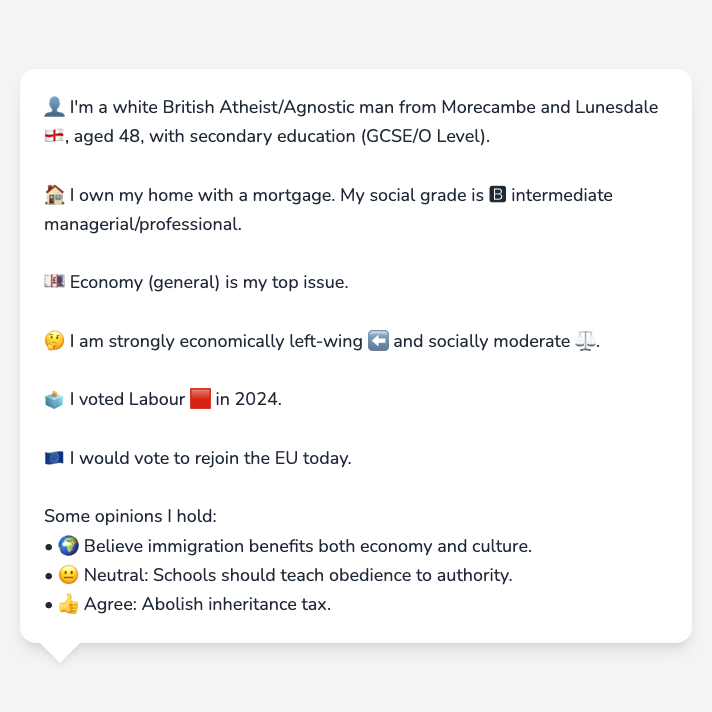 👤 I'm a white British Atheist/Agnostic man from Morecambe and Lunesdale
🏴󠁧󠁢󠁥󠁮󠁧󠁿, aged 48, with secondary education (GCSE/O Level).
🏠 I own my home with a mortgage. My social grade is 🅱 intermediate
managerial/professional.
💷 Economy (general) is my top issue.
🤔 I am strongly economically left-wing ⬅️ and socially moderate ⚖️.
🗳️ I voted Labour 🟥 in 2024.
🇪🇺 I would vote to rejoin the EU today.
Some opinions I hold:
• 🌍 Believe immigration benefits both economy and culture.
• 😐 Neutral: Schools should teach obedience to authority.
• 👍 Agree: Abolish inheritance tax.